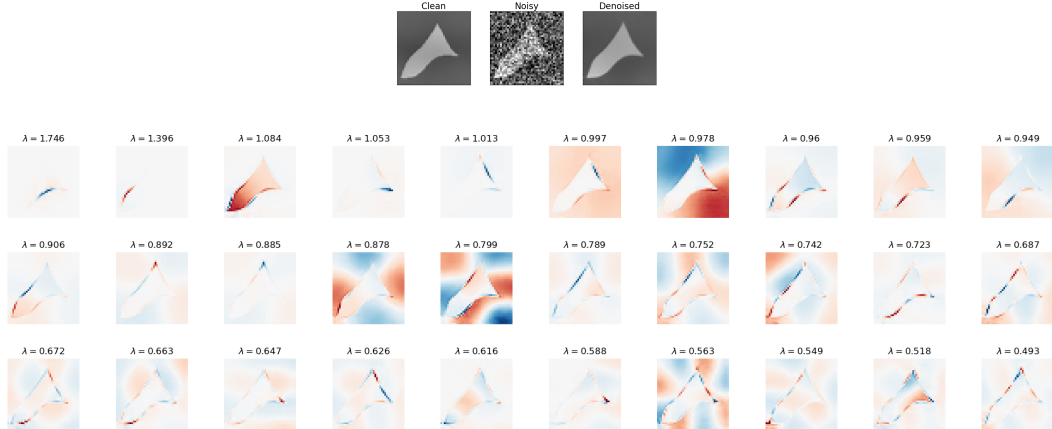 Clean Noisy Denoised
λ = 1.746 λ = 1.396 λ = 1.084 λ = 1.053 λ = 1.013 λ = 0.997 λ = 0.978 λ = 0.96 λ = 0.959 λ = 0.949
λ = 0.906 λ = 0.892 λ = 0.885 λ = 0.878 λ = 0.799 λ = 0.789 λ = 0.752 λ = 0.742 λ = 0.723 λ = 0.687
λ = 0.672 λ = 0.663 λ = 0.647 λ = 0.626 λ = 0.616 λ = 0.588 λ = 0.563 λ = 0.549 λ = 0.518 λ = 0.493